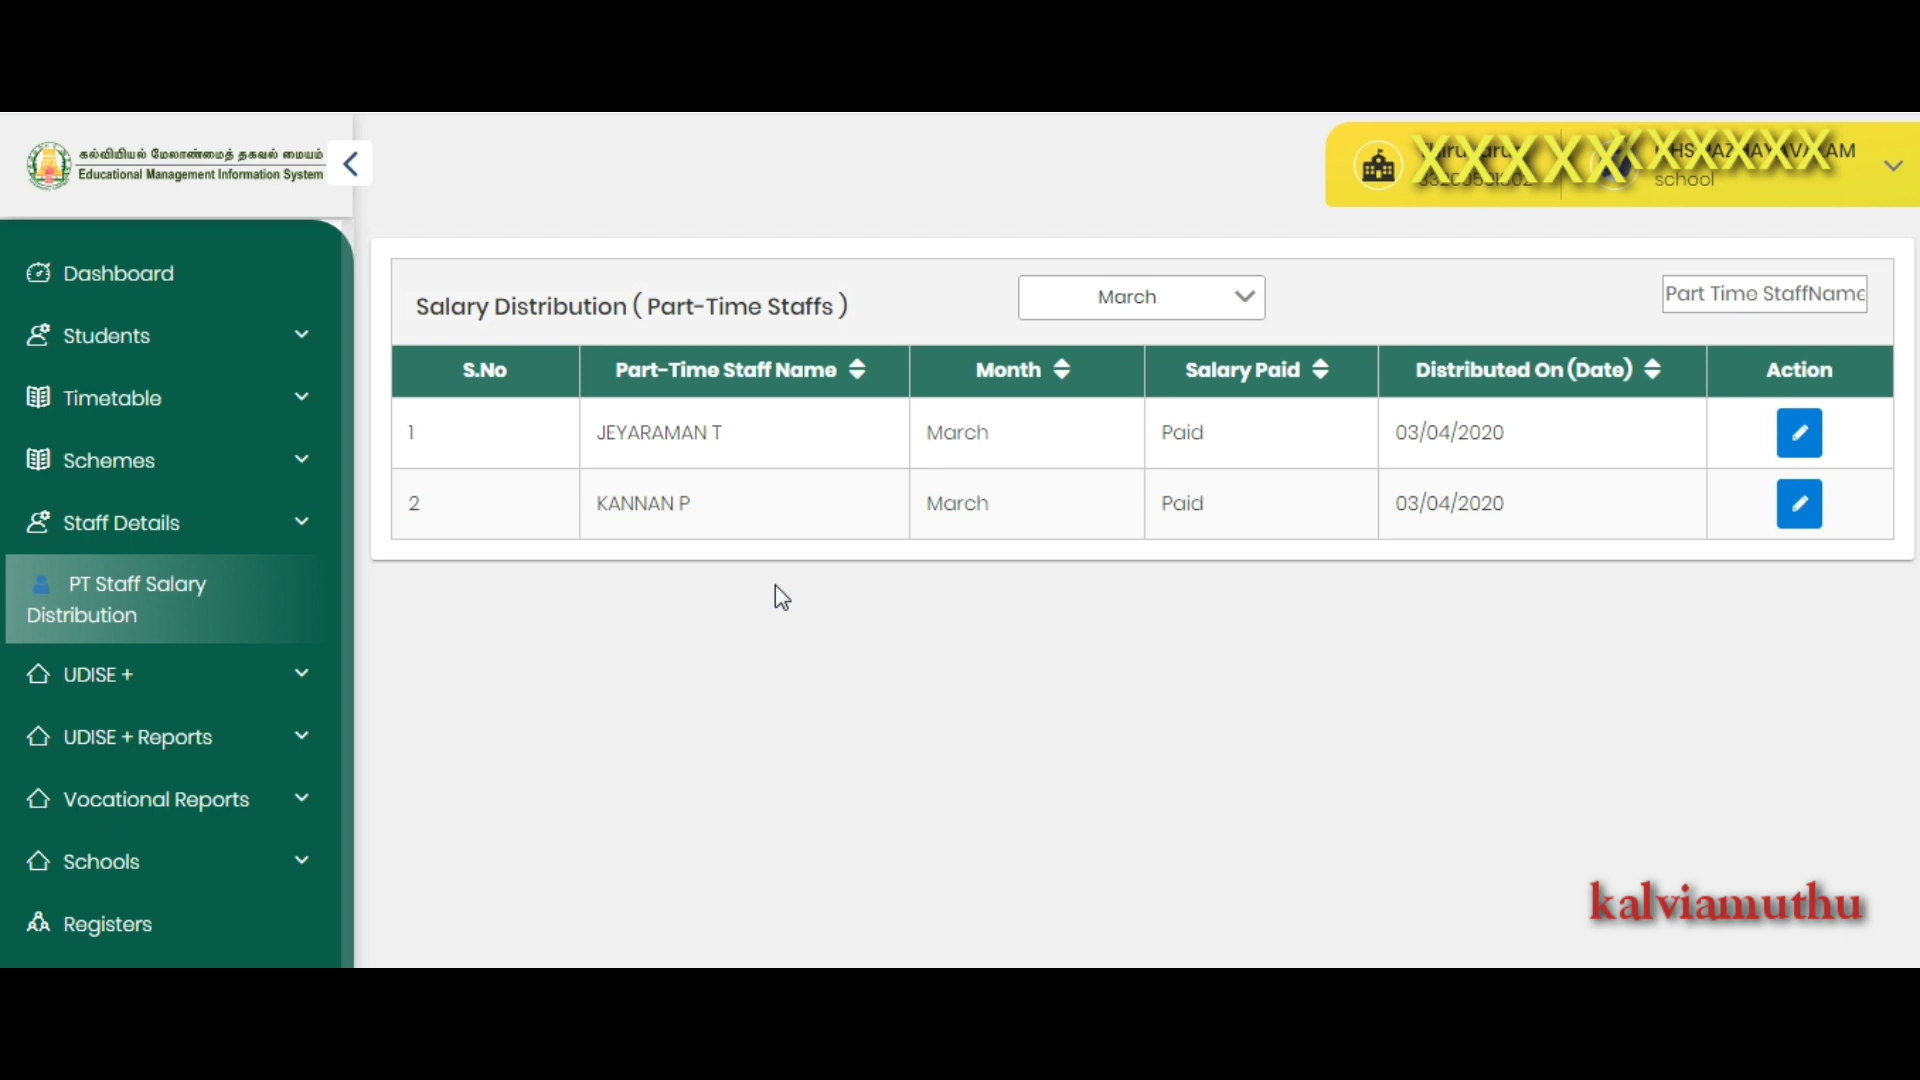 கல்வியியல் மேலாண்மைத் தகவல் மையம்
Educational Management Information System
XXXXXXXXXXXX
school
Dashboard
Students
Timetable
Schemes
Staff Details
PT Staff Salary
Distribution
UDISE +
UDISE + Reports
Vocational Reports
Schools
Registers
Salary Distribution ( Part-Time Staffs )
March
Part Time StaffName
S.No Part-Time Staff Name Month Salary Paid Distributed On (Date) Action
1 JEYARAMAN T March Paid 03/04/2020
2 KANNAN P March Paid 03/04/2020
kalviamuthu